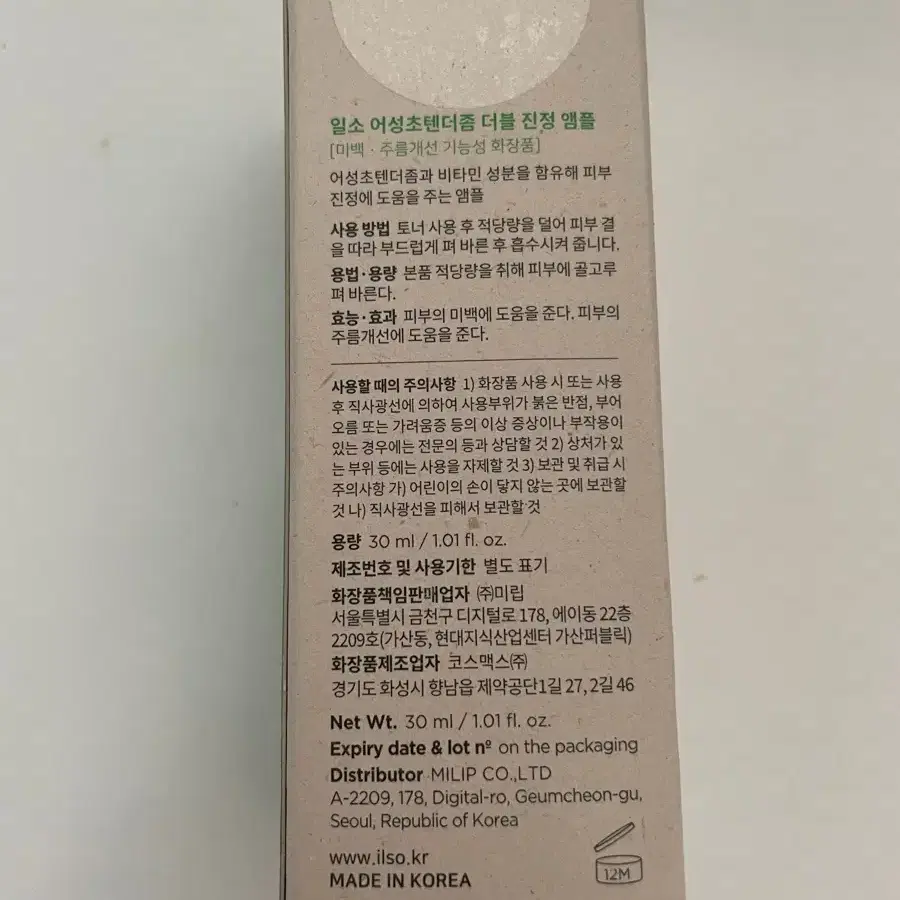 일소 어성초텐더좀 더블 진정 앰플
[미백 · 주름개선 기능성 화장품]
어성초텐더좀과 비타민 성분을 함유해 피부
진정에 도움을 주는 앰플
사용 방법 토너 사용 후 적당량을 덜어 피부 결
을 따라 부드럽게 펴 바른 후 흡수시켜 줍니다.
용법·용량 본품 적당량을 취해 피부에 골고루
펴 바른다.
효능·효과 피부의 미백에 도움을 준다. 피부의
주름개선에 도움을 준다.
사용할 때의 주의사항 1) 화장품 사용 시 또는 사용
후 직사광선에 의하여 사용부위가 붉은 반점, 부어
오름 또는 가려움증 등의 이상 증상이나 부작용이
있는 경우에는 전문의 등과 상담할 것 2) 상처가 있
는 부위 등에는 사용을 자제할 것 3) 보관 및 취급 시
주의사항 가) 어린이의 손이 닿지 않는 곳에 보관할
것 나) 직사광선을 피해서 보관할 것
용량 30 ml / 1.01 fl. oz.
제조번호 및 사용기한 별도 표기
화장품책임판매업자 ㈜미립
서울특별시 금천구 디지털로 178, 에이동 22층
2209호(가산동, 현대지식산업센터 가산퍼블릭)
화장품제조업자 코스맥스㈜
경기도 화성시 향남읍 제약공단1길 27, 2길 46
Net Wt. 30 ml / 1.01 fl. oz.
Expiry date & lot nº on the packaging
Distributor MILIP CO.,LTD
A-2209, 178, Digital-ro, Geumcheon-gu,
Seoul, Republic of Korea
www.ilso.kr
MADE IN KOREA
12M